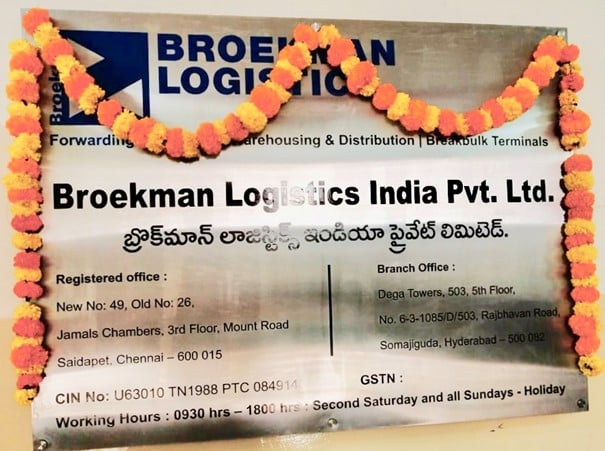 Broek
BROEKMAN
LOGISTICS
Forwarding Warehousing & Distribution | Breakbulk Terminals
Broekman Logistics India Pvt. Ltd.
బ్రోక్‌మాన్ లాజిస్టిక్స్ ఇండియా ప్రైవేట్ లిమిటెడ్.
Registered office :
New No: 49, Old No: 26,
Jamals Chambers, 3rd Floor, Mount Road
Saidapet, Chennai – 600 015
Branch Office :
Dega Towers, 503, 5th Floor,
No. 6-3-1085/D/503, Rajbhavan Road,
Somajiguda, Hyderabad – 500 082
CIN No: U63010 TN1988 PTC 084914
GSTN :
Working Hours : 0930 hrs – 1800 hrs : Second Saturday and all Sundays - Holiday